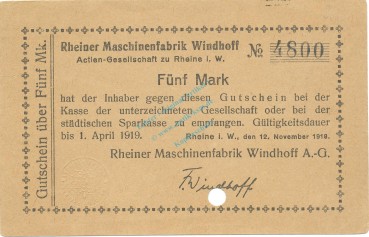 Gutschein über Fünf Mk.
Rheiner Maschinenfabrik Windhoff
Actien-Gesellschaft zu Rheine i. W.
No 4800
Fünf Mark
hat der Inhaber gegen diesen Gutschein bei der
Kasse der unterzeichneten Gesellschaft oder bei der
städtischen Sparkasse zu empfangen. Gültigkeitsdauer
bis 1. April 1919. Rheine i. W., den 12. November 1918.
Rheiner Maschinenfabrik Windhoff A.-G.
F. Windhoff